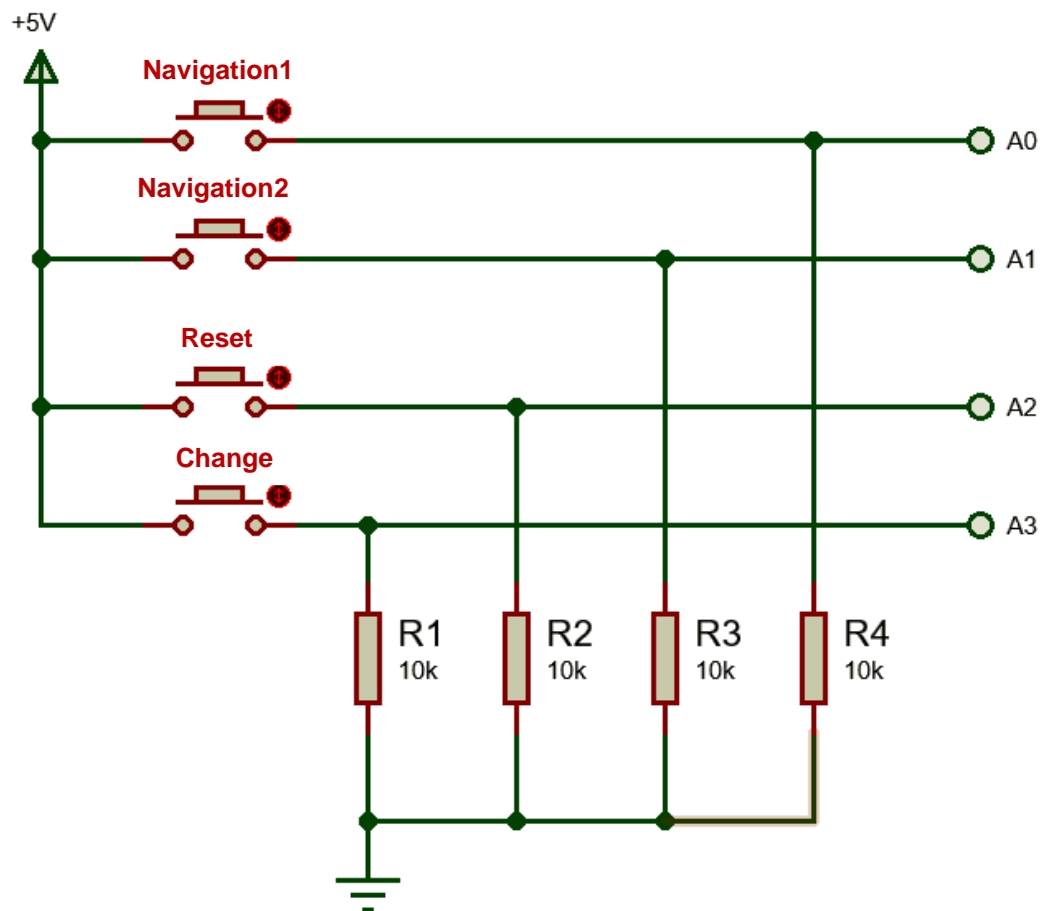 +5V
Navigation1
A0
Navigation2
A1
Reset
A2
Change
A3
R1
10k
R2
10k
R3
10k
R4
10k